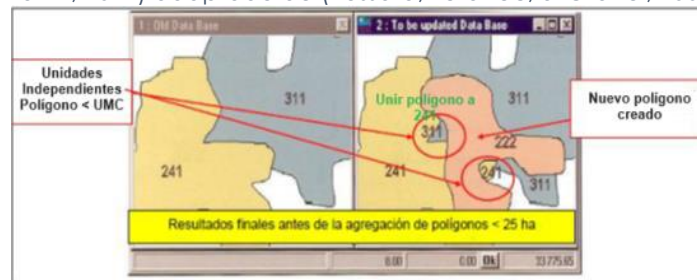 1 : Old Data Base
2 : To be updated Data Base
Unidades
Independientes
Polígono < UMC
311
311
Unir polígono a
241
311
Nuevo polígono
creado
222
241
241
241
311
Resultados finales antes de la agregación de polígonos < 25 ha
0.00
0.00
Ok
33775.65